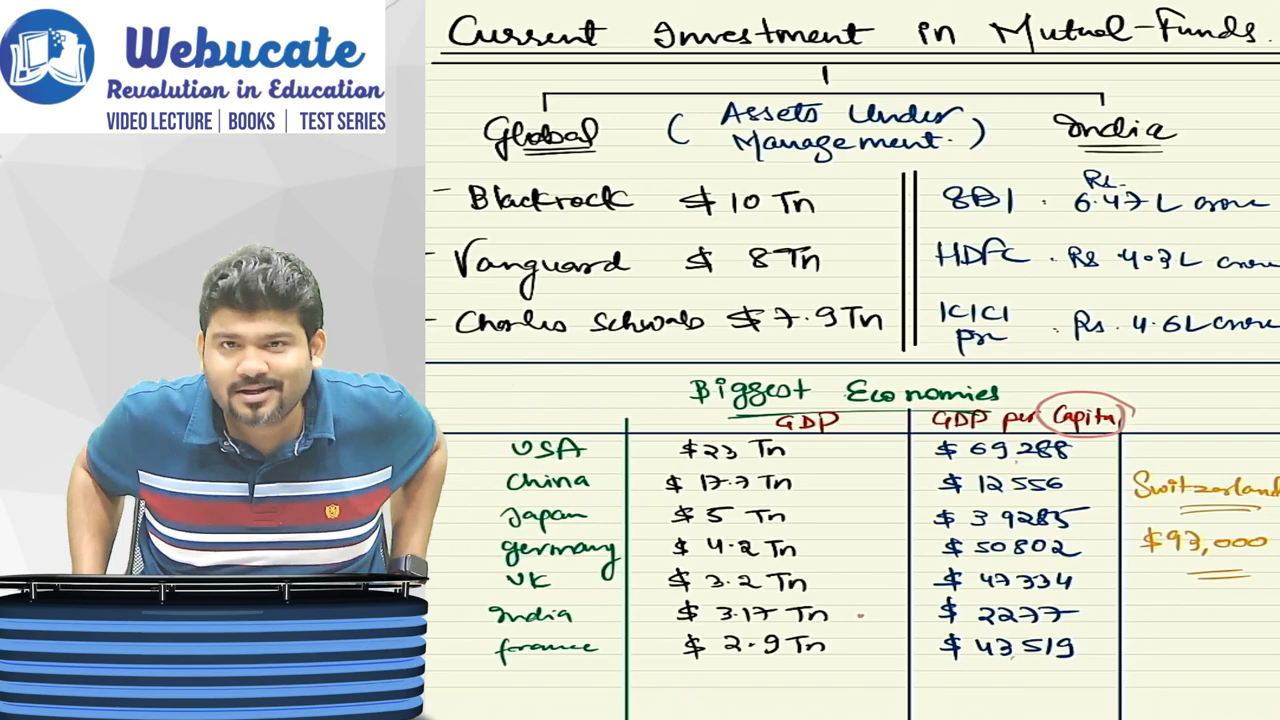 Webucate
Revolution in Education
VIDEO LECTURE | BOOKS | TEST SERIES
Current Investment in Mutual-Funds.
Global ( Assets Under Management. ) India
- Blackrock $ 10 Tn
SBI . Rs. 6.47 L crore
- Vanguard $ 8 Tn
HDFC . Rs 4.3 L crore
- Charles Schwab $ 7.9 Tn
ICICI pru . Rs. 4.6 L crore
Biggest Economies
GDP GDP per Capita
USA $23 Tn $ 69288
China $ 17.7 Tn $ 12556
Japan $ 5 Tn $ 39285
germany $ 4.2 Tn $ 50802
UK $ 3.2 Tn $ 47334
India $ 3.17 Tn $ 2277
france $ 2.9 Tn $ 43519
Switzerland
$93,000